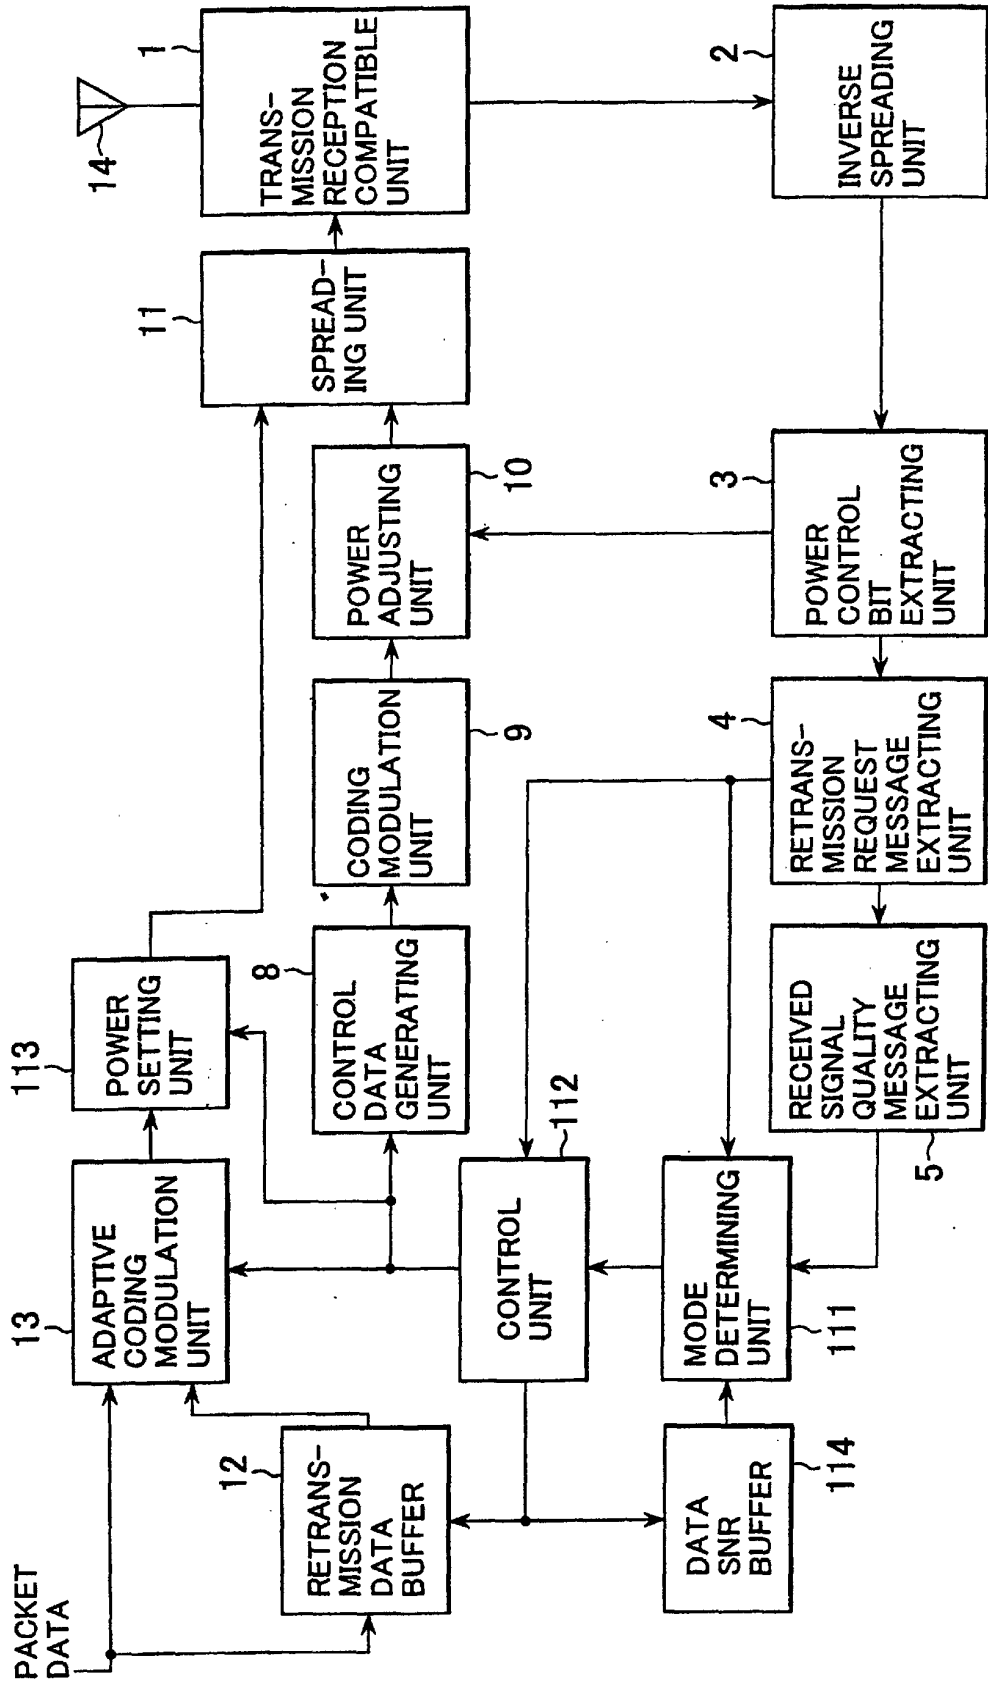 PACKET
DATA
13
ADAPTIVE
CODING
MODULATION
UNIT
113
POWER
SETTING
UNIT
14
1
TRANS-
MISSION
RECEPTION
COMPATIBLE
UNIT
11
SPREAD-
ING UNIT
12
RETRANS-
MISSION
DATA
BUFFER
8
CONTROL
DATA
GENERATING
UNIT
CODING
MODULATION
UNIT
9
POWER
ADJUSTING
UNIT
10
CONTROL
UNIT
112
DATA
SNR
BUFFER
114
MODE
DETERMINING
UNIT
111
RECEIVED
SIGNAL
QUALITY
MESSAGE
EXTRACTING
UNIT
5
4
RETRANS-
MISSION
REQUEST
MESSAGE
EXTRACTING
UNIT
3
POWER
CONTROL
BIT
EXTRACTING
UNIT
2
INVERSE
SPREADING
UNIT